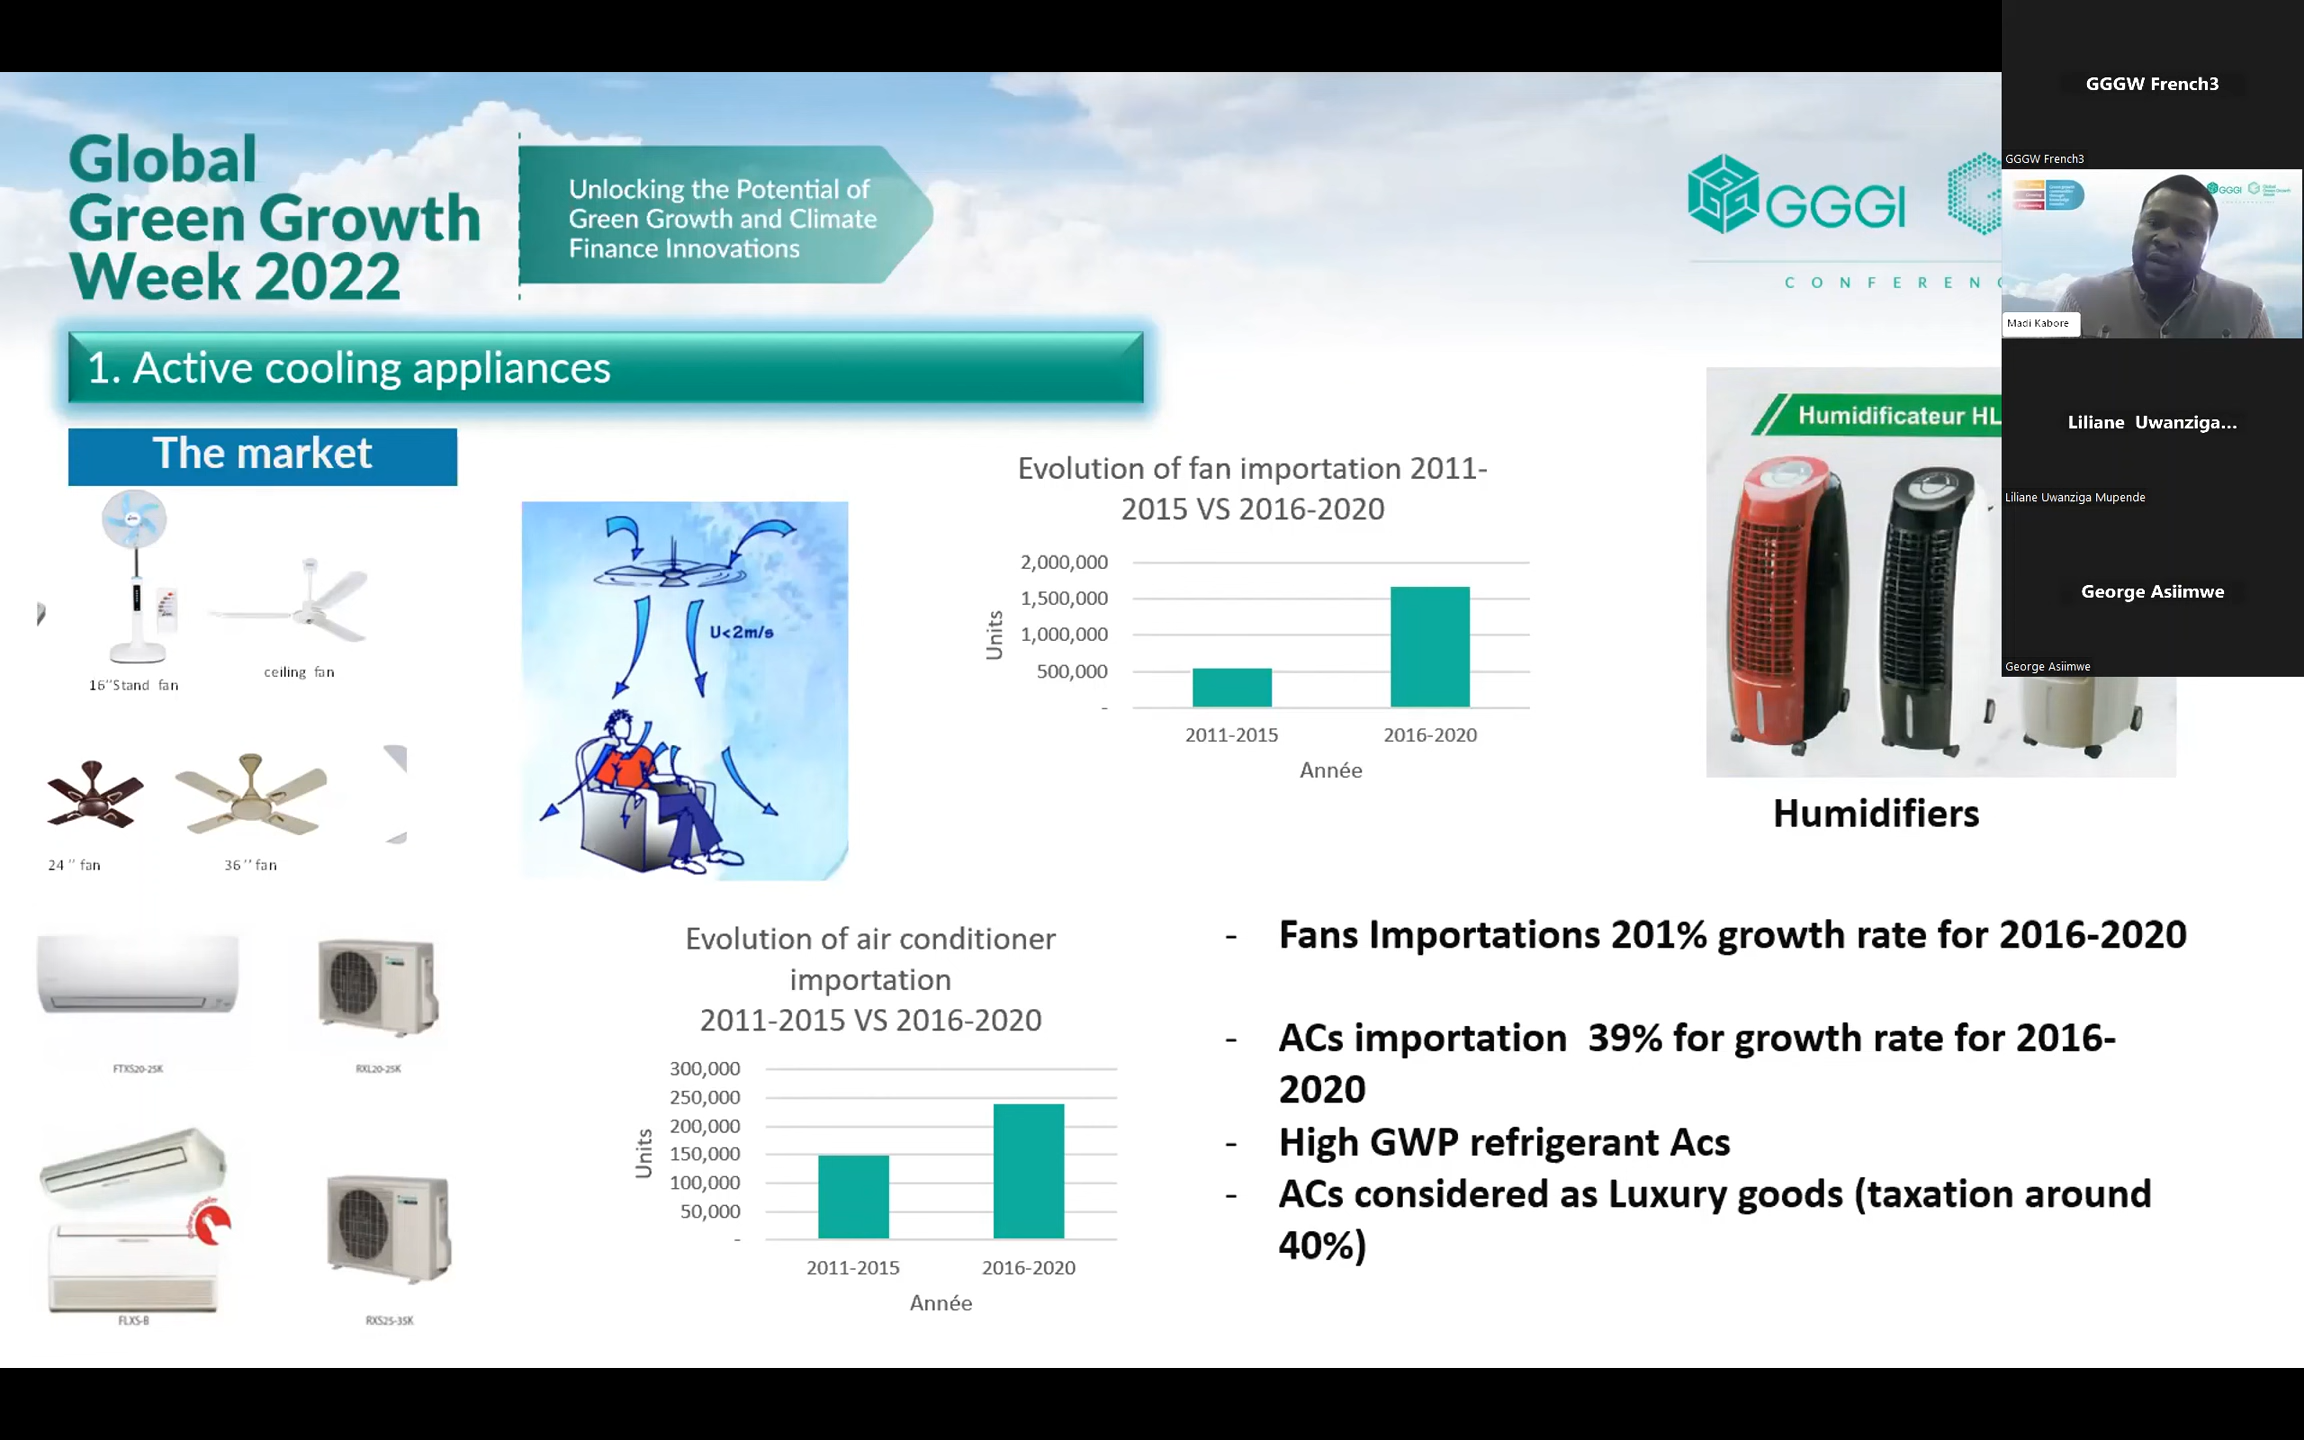 Global
Green Growth
Week 2022
Unlocking the Potential of
Green Growth and Climate
Finance Innovations
GGGI
CONFERENC
GGGW French3
GGGW French3
GGGI
Madi Kabore
Liliane Uwanziga...
Liliane Uwanziga Mupende
George Asiimwe
George Asiimwe
1. Active cooling appliances
The market
16''Stand fan
ceiling fan
24 '' fan
36 '' fan
U<2m/s
Evolution of fan importation 2011-
2015 VS 2016-2020
Units
2,000,000
1,500,000
1,000,000
500,000
-
2011-2015
2016-2020
Année
Humidificateur HL
Humidifiers
FTXS20-25K
RXL20-25K
FLXS-B
RXS25-35K
Evolution of air conditioner
importation
2011-2015 VS 2016-2020
Units
300,000
250,000
200,000
150,000
100,000
50,000
-
2011-2015
2016-2020
Année
- Fans Importations 201% growth rate for 2016-2020
- ACs importation 39% for growth rate for 2016-
2020
- High GWP refrigerant Acs
- ACs considered as Luxury goods (taxation around
40%)